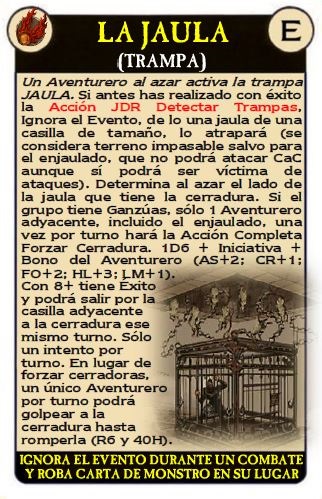 LA JAULA
E
(TRAMPA)
Un Aventurero al azar activa la trampa
JAULA. Si antes has realizado con éxito
la Acción JDR Detectar Trampas,
Ignora el Evento, de lo una jaula de una
casilla de tamaño, lo atrapará (se
considera terreno impasable salvo para
el enjaulado, que no podrá atacar CaC
aunque sí podrá ser víctima de
ataques). Determina al azar el lado de
la jaula que tiene la cerradura. Si el
grupo tiene Ganzúas, sólo 1 Aventurero
adyacente, incluido el enjaulado, una
vez por turno hará la Acción Completa
Forzar Cerradura. 1D6 + Iniciativa +
Bono del Aventurero (AS+2; CR+1;
FO+2; HL+3; LM+1).
Con 8+ tiene Éxito
y podrá salir por la
casilla adyacente
a la cerradura ese
mismo turno. Sólo
un intento por
turno. En lugar de
forzar cerradoras,
un único Aventurero
por turno podrá
golpear a la
cerradura hasta
romperla (R6 y 40H).
IGNORA EL EVENTO DURANTE UN COMBATE
Y ROBA CARTA DE MONSTRO EN SU LUGAR